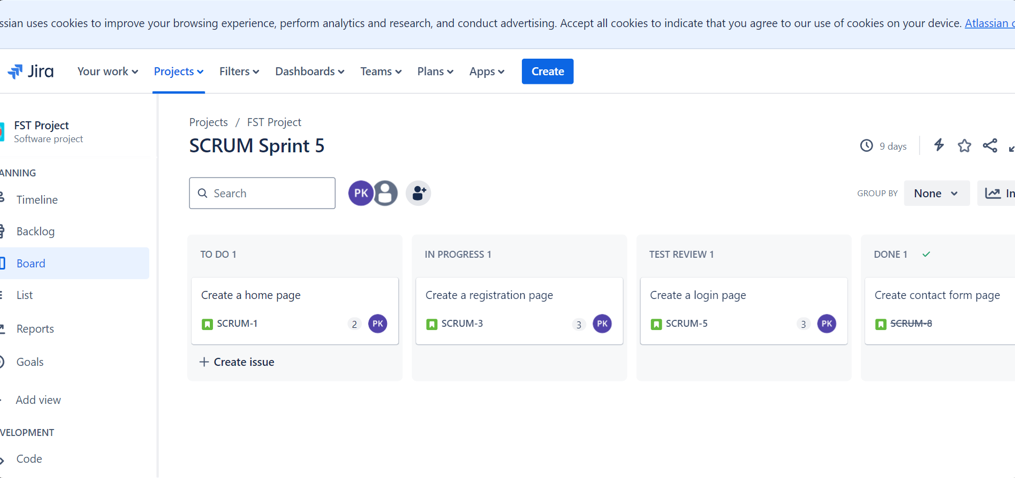 ssian uses cookies to improve your browsing experience, perform analytics and research, and conduct advertising. Accept all cookies to indicate that you agree to our use of cookies on your device. Atlassian c
Jira Your work Projects Filters Dashboards Teams Plans Apps Create
FST Project
Software project
ANNING
Timeline
Backlog
Board
List
Reports
Goals
Add view
VELOPMENT
Code
Projects / FST Project
SCRUM Sprint 5
9 days
Search
PK
GROUP BY None In
TO DO 1
Create a home page
SCRUM-1 2 PK
+ Create issue
IN PROGRESS 1
Create a registration page
SCRUM-3 3 PK
TEST REVIEW 1
Create a login page
SCRUM-5 3 PK
DONE 1
Create contact form page
SCRUM-8